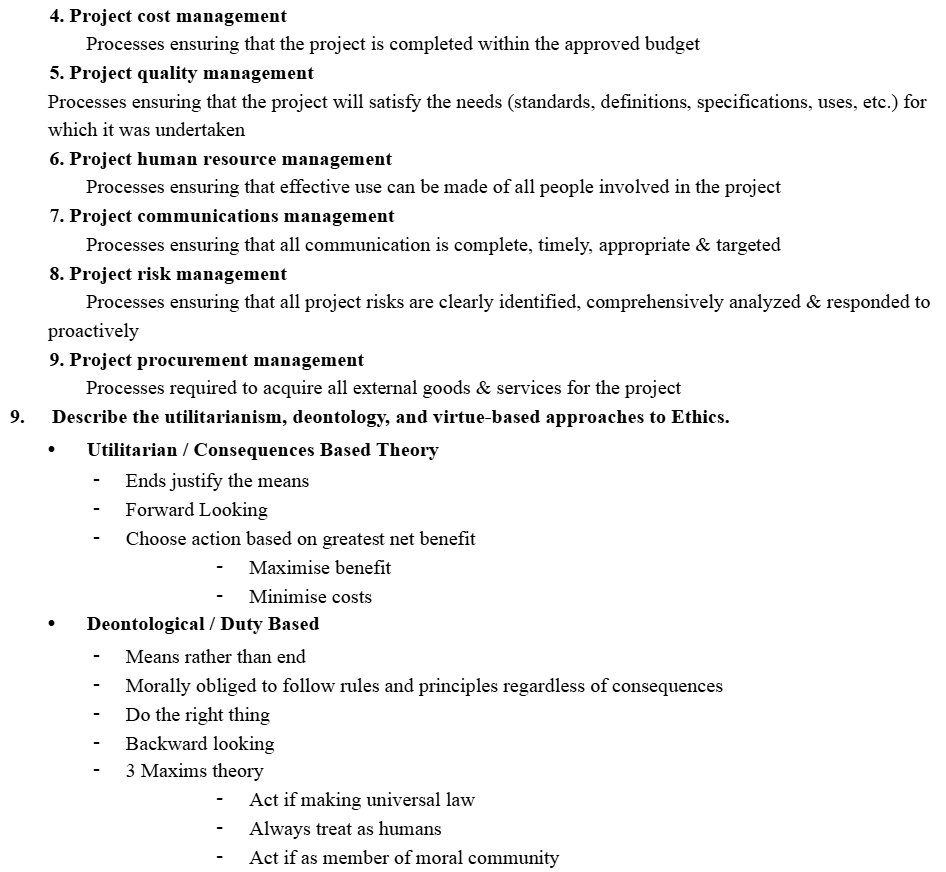 4. Project cost management
Processes ensuring that the project is completed within the approved budget
5. Project quality management
Processes ensuring that the project will satisfy the needs (standards, definitions, specifications, uses, etc.) for
which it was undertaken
6. Project human resource management
Processes ensuring that effective use can be made of all people involved in the project
7. Project communications management
Processes ensuring that all communication is complete, timely, appropriate & targeted
8. Project risk management
Processes ensuring that all project risks are clearly identified, comprehensively analyzed & responded to
proactively
9. Project procurement management
Processes required to acquire all external goods & services for the project
9. Describe the utilitarianism, deontology, and virtue-based approaches to Ethics.
• Utilitarian / Consequences Based Theory
- Ends justify the means
- Forward Looking
- Choose action based on greatest net benefit
- Maximise benefit
- Minimise costs
• Deontological / Duty Based
- Means rather than end
- Morally obliged to follow rules and principles regardless of consequences
- Do the right thing
- Backward looking
- 3 Maxims theory
- Act if making universal law
- Always treat as humans
- Act if as member of moral community